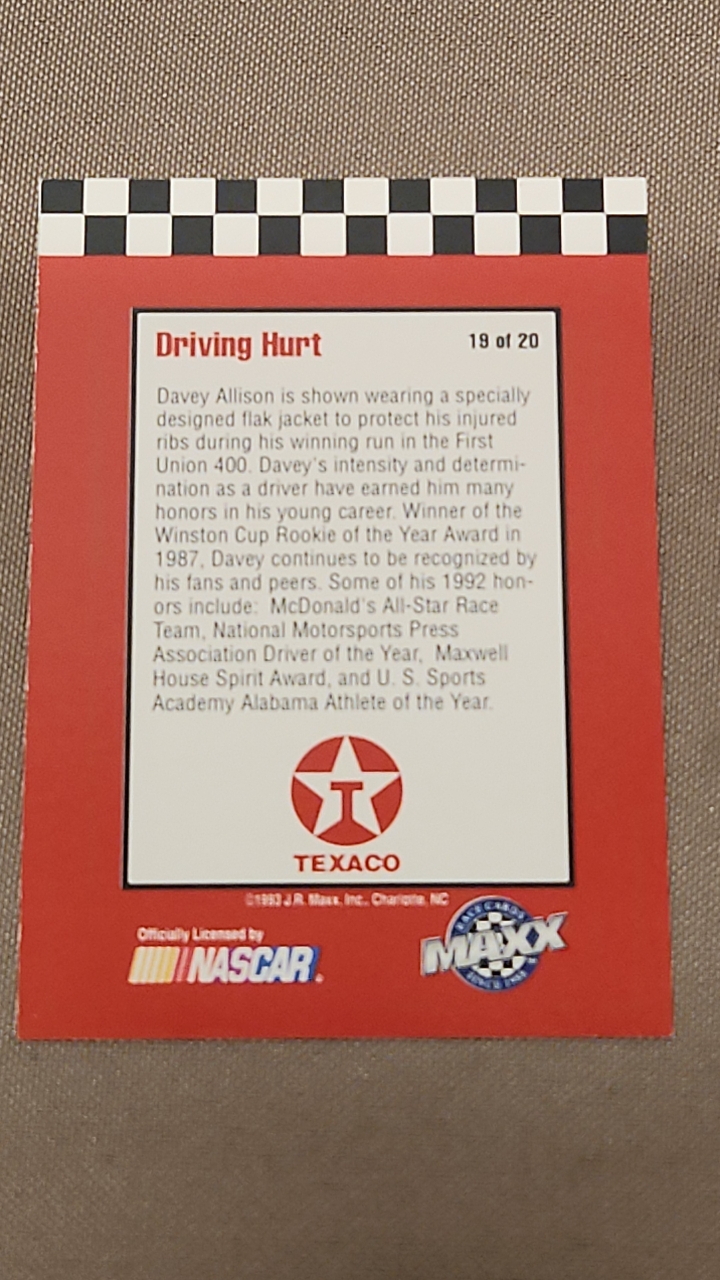 Driving Hurt
19 of 20
Davey Allison is shown wearing a specially
designed flak jacket to protect his injured
ribs during his winning run in the First
Union 400. Davey's intensity and determi-
nation as a driver have earned him many
honors in his young career. Winner of the
Winston Cup Rookie of the Year Award in
1987, Davey continues to be recognized by
his fans and peers. Some of his 1992 hon-
ors include: McDonald's All-Star Race
Team, National Motorsports Press
Association Driver of the Year, Maxwell
House Spirit Award, and U. S. Sports
Academy Alabama Athlete of the Year.
T
TEXACO
©1993 J.R. Maxx, Inc., Charlotte, NC
Officially Licensed by
NASCAR
RACE CARDS
MAXX
SINCE 1988